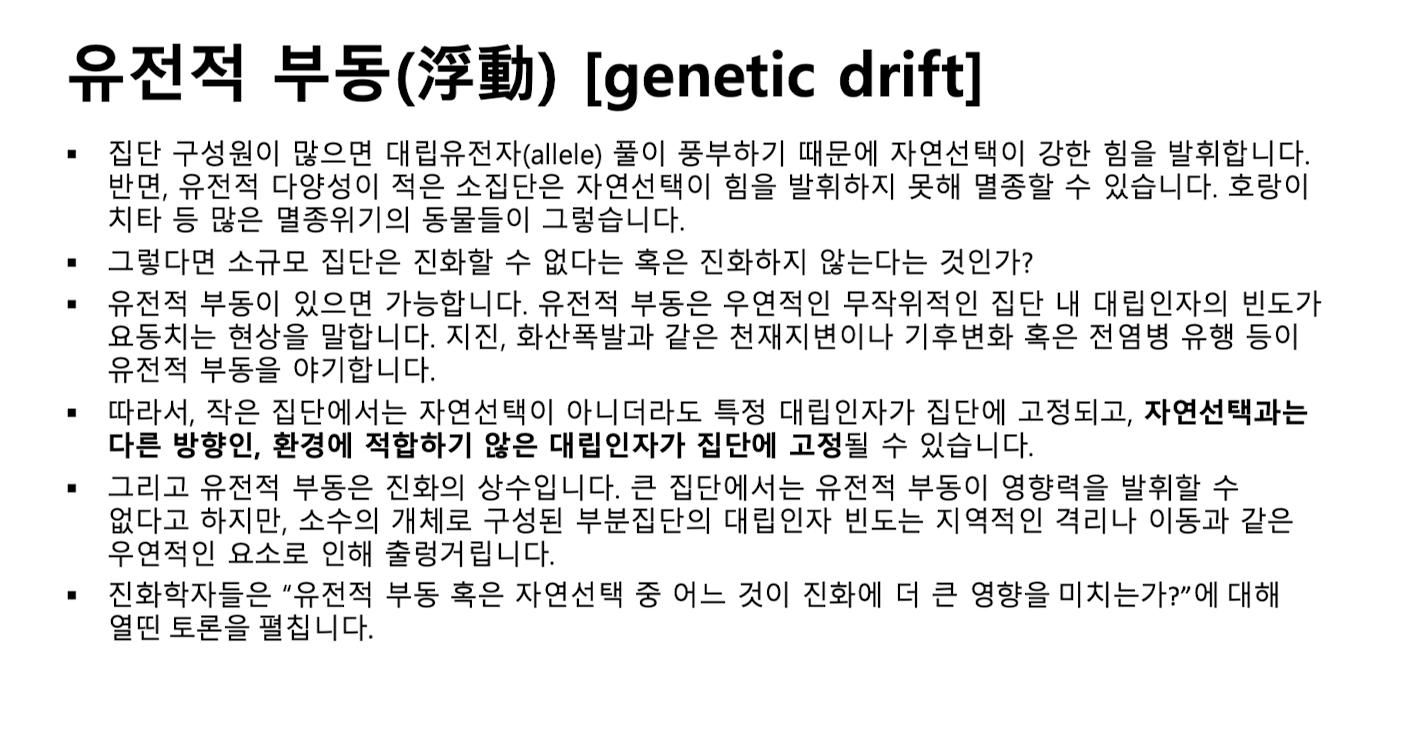 유전적 부동(浮動) [genetic drift]
▪ 집단 구성원이 많으면 대립유전자(allele) 풀이 풍부하기 때문에 자연선택이 강한 힘을 발휘합니다.
반면, 유전적 다양성이 적은 소집단은 자연선택이 힘을 발휘하지 못해 멸종할 수 있습니다. 호랑이
치타 등 많은 멸종위기의 동물들이 그렇습니다.
▪ 그렇다면 소규모 집단은 진화할 수 없다는 혹은 진화하지 않는다는 것인가?
▪ 유전적 부동이 있으면 가능합니다. 유전적 부동은 우연적인 무작위적인 집단 내 대립인자의 빈도가
요동치는 현상을 말합니다. 지진, 화산폭발과 같은 천재지변이나 기후변화 혹은 전염병 유행 등이
유전적 부동을 야기합니다.
▪ 따라서, 작은 집단에서는 자연선택이 아니더라도 특정 대립인자가 집단에 고정되고, 자연선택과는
다른 방향인, 환경에 적합하기 않은 대립인자가 집단에 고정될 수 있습니다.
▪ 그리고 유전적 부동은 진화의 상수입니다. 큰 집단에서는 유전적 부동이 영향력을 발휘할 수
없다고 하지만, 소수의 개체로 구성된 부분집단의 대립인자 빈도는 지역적인 격리나 이동과 같은
우연적인 요소로 인해 출렁거립니다.
▪ 진화학자들은 “유전적 부동 혹은 자연선택 중 어느 것이 진화에 더 큰 영향을 미치는가?”에 대해
열띤 토론을 펼칩니다.